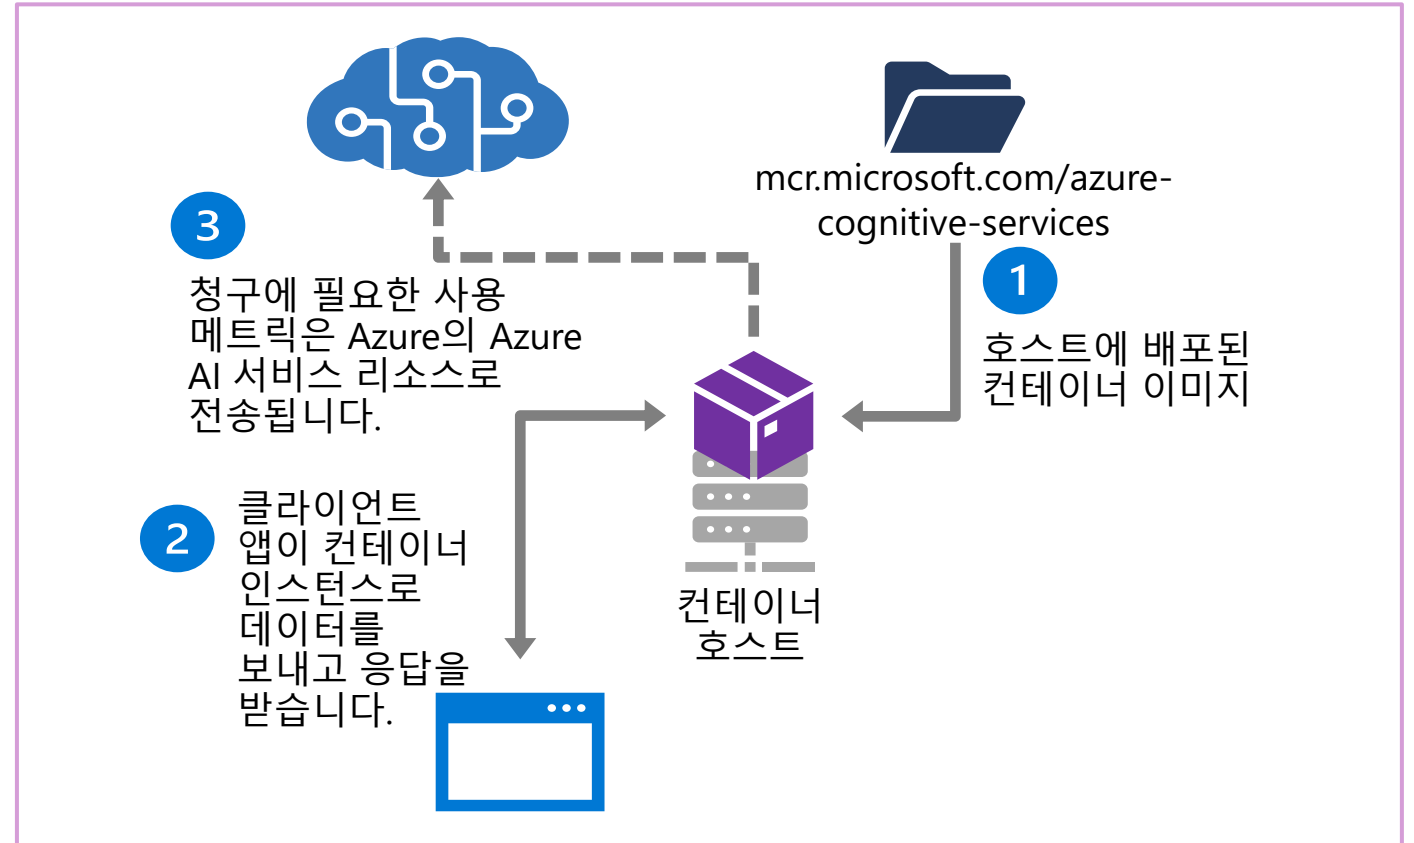 mcr.microsoft.com/azure-
cognitive-services
1
호스트에 배포된
컨테이너 이미지
3
청구에 필요한 사용
메트릭은 Azure의 Azure
AI 서비스 리소스로
전송됩니다.
2
클라이언트
앱이 컨테이너
인스턴스로
데이터를
보내고 응답을
받습니다.
컨테이너
호스트